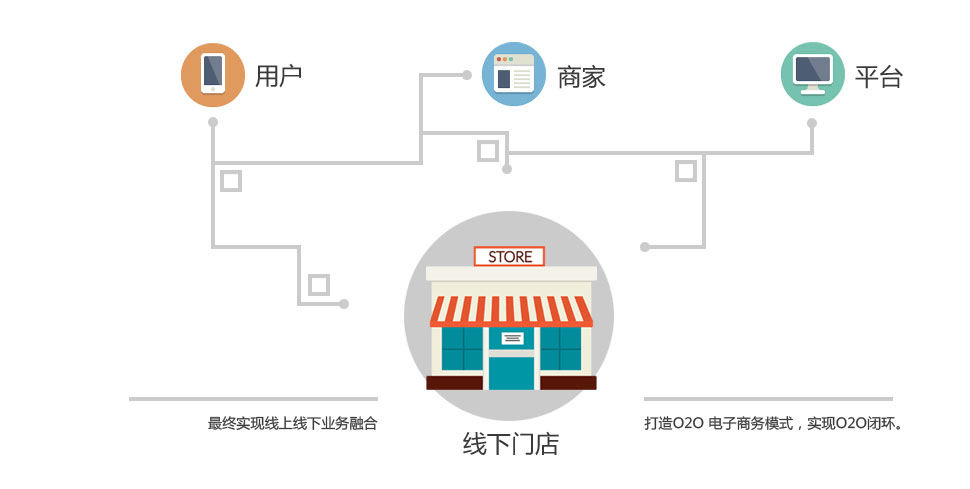 用户
商家
平台
STORE
最终实现线上线下业务融合
打造O2O 电子商务模式，实现O2O闭环。
线下门店